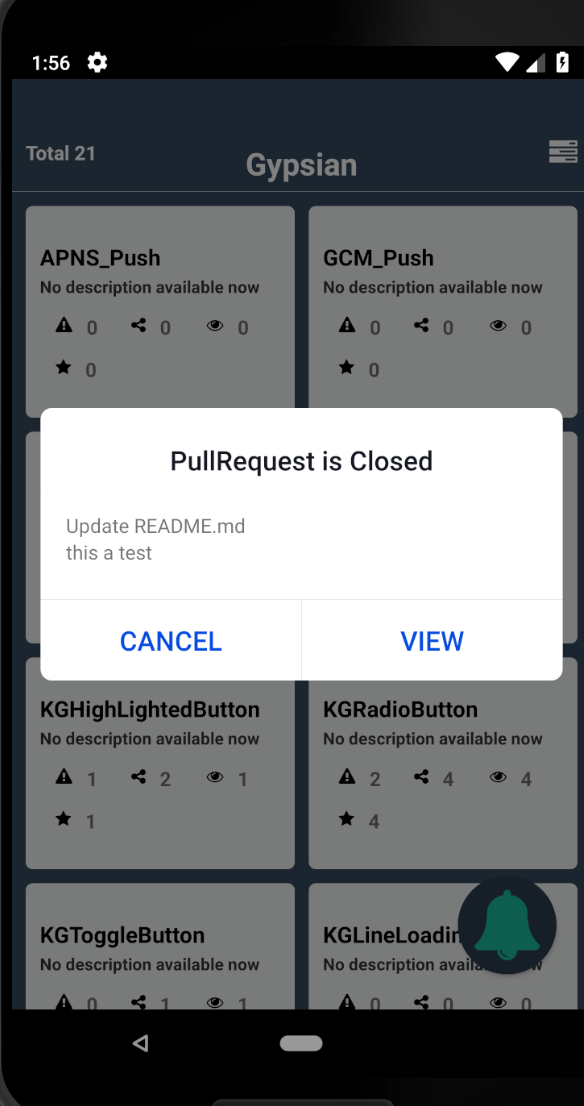 1:56
Total 21
Gypsian
APNS_Push
No description available now
0 0 0
0
GCM_Push
No description available now
0 0 0
0
PullRequest is Closed
Update README.md
this a test
CANCEL
VIEW
KGHighLightedButton
No description available now
1 2 1
1
KGRadioButton
No description available now
2 4 4
4
KGToggleButton
No description available now
0 1 1
KGLineLoadin
No description availa w
0 0 0